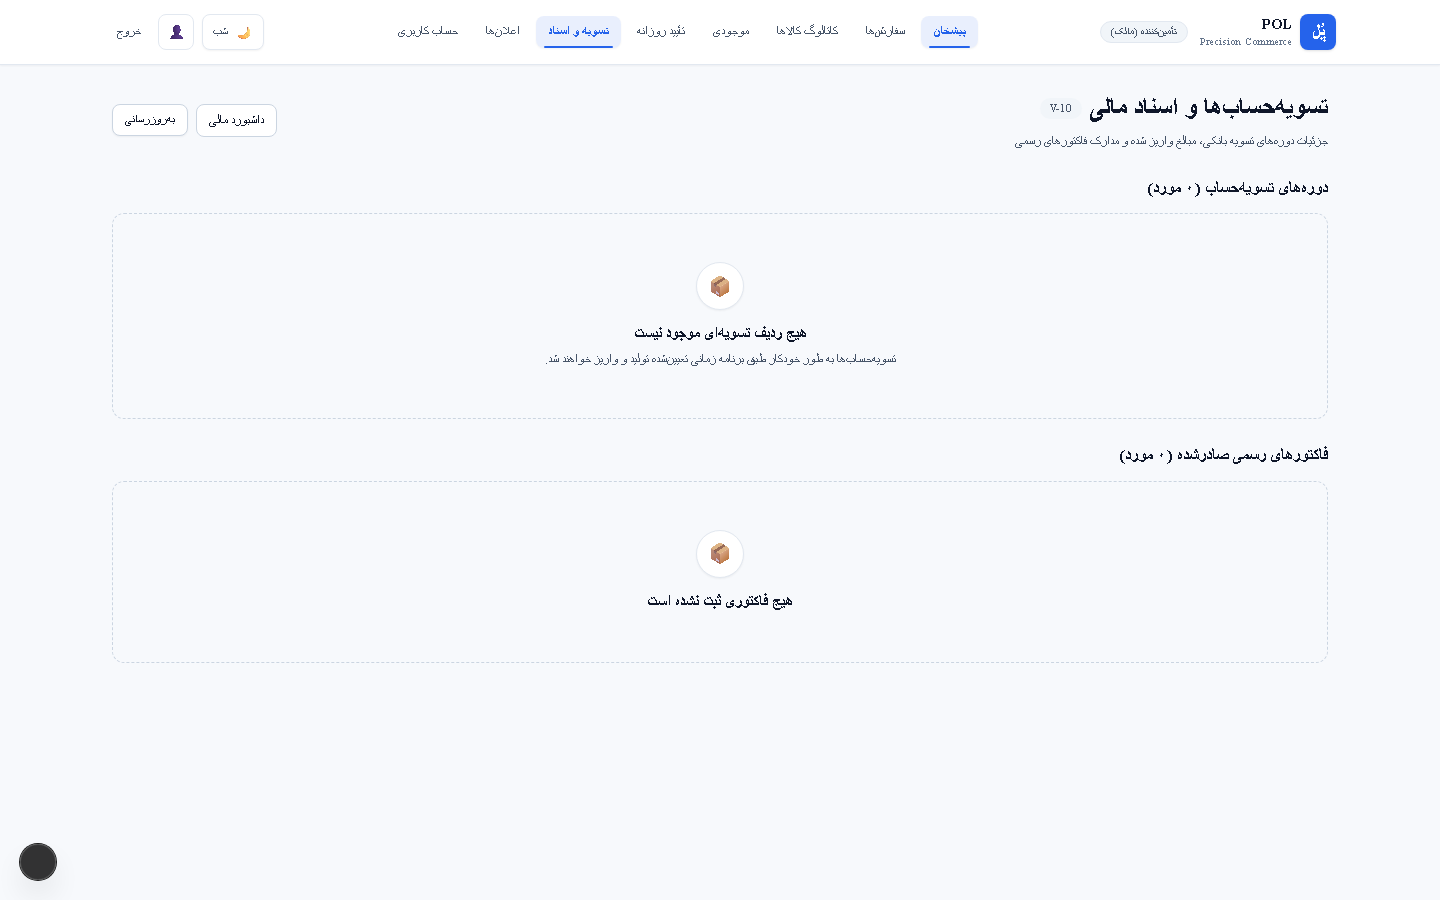 پُل
POL
Precision Commerce
تأمین‌کننده (مالک)
پیشخان
سفارش‌ها
کاتالوگ کالاها
موجودی
تأیید روزانه
تسویه و اسناد
اعلان‌ها
حساب کاربری
🌙 شب
خروج
تسویه‌حساب‌ها و اسناد مالی
V-10
جزئیات دوره‌های تسویه بانکی، مبالغ واریز شده و مدارک فاکتورهای رسمی
داشبورد مالی
به‌روزرسانی
دوره‌های تسویه‌حساب (۰ مورد)
هیچ ردیف تسویه‌ای موجود نیست
تسویه‌حساب‌ها به طور خودکار طبق برنامه زمانی تعیین‌شده تولید و واریز خواهند شد.
فاکتورهای رسمی صادرشده (۰ مورد)
هیچ فاکتوری ثبت نشده است